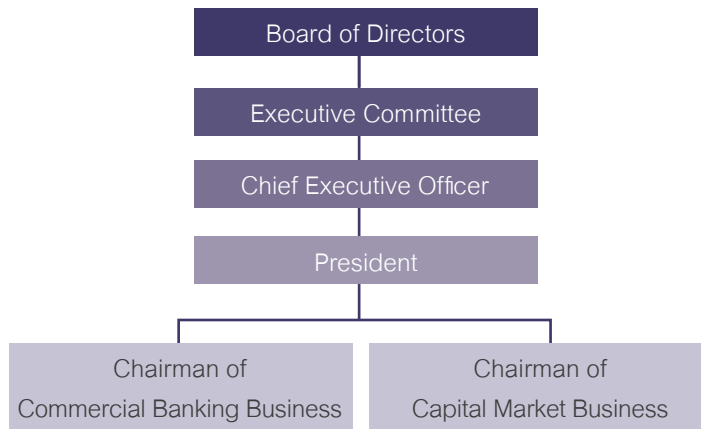 Board of Directors
Executive Committee
Chief Executive Officer
President
Chairman of
Commercial Banking Business
Chairman of
Capital Market Business